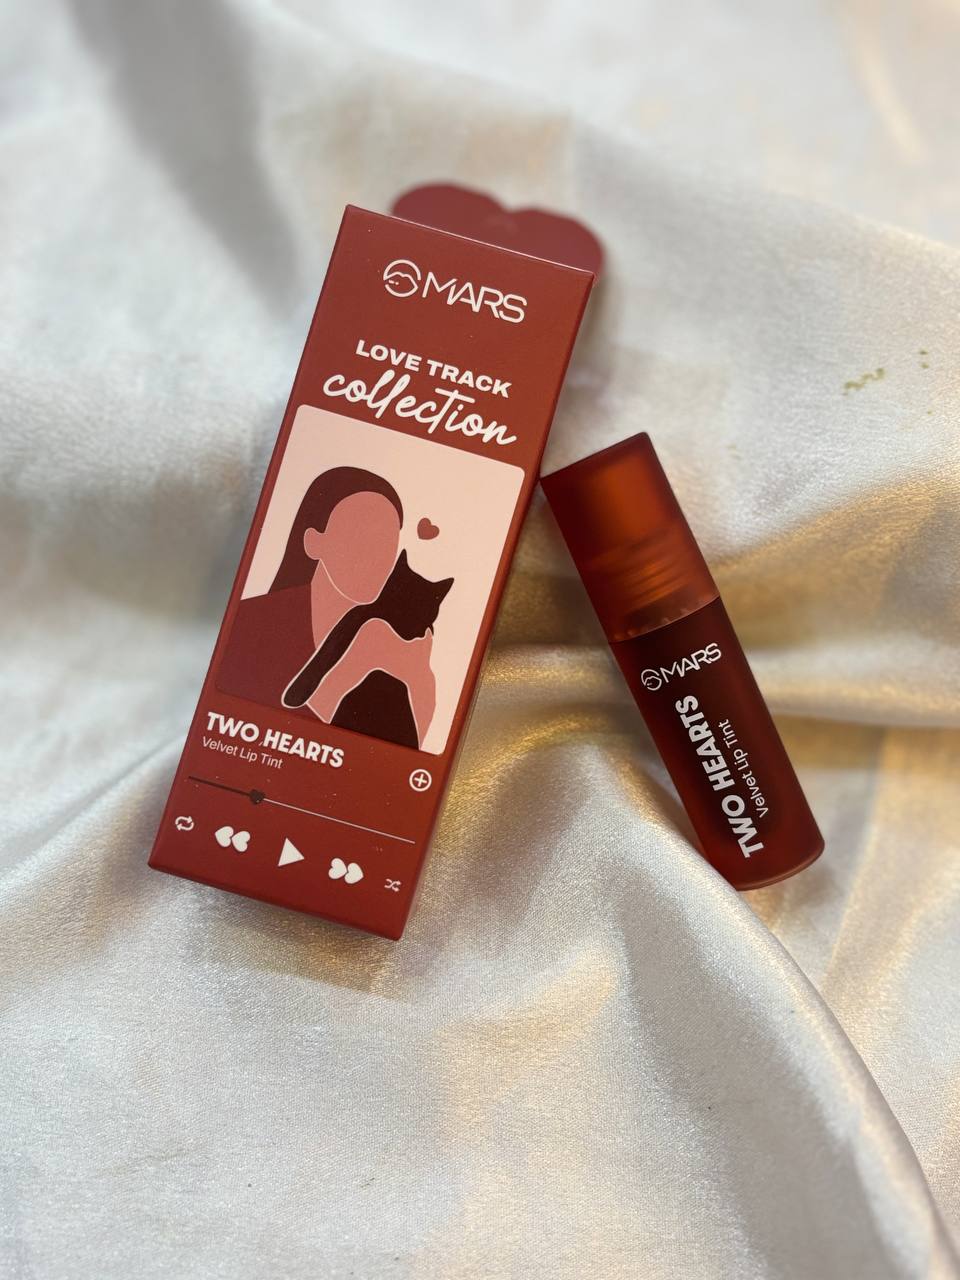 MARS
LOVE TRACK
collection
TWO HEARTS
Velvet Lip Tint
MARS
TWO HEARTS
Velvet Lip Tint